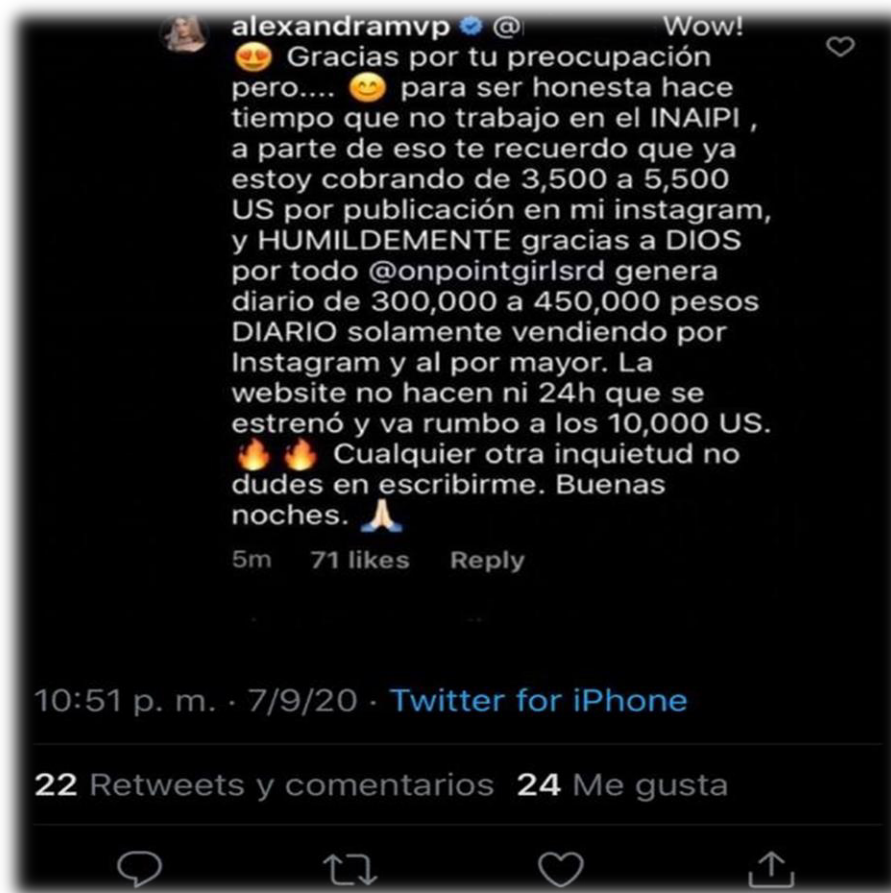 alexandramvp @ Wow!
Gracias por tu preocupación
pero.... para ser honesta hace
tiempo que no trabajo en el INAIPI ,
a parte de eso te recuerdo que ya
estoy cobrando de 3,500 a 5,500
US por publicación en mi instagram,
y HUMILDEMENTE gracias a DIOS
por todo @onpointgirlsrd genera
diario de 300,000 a 450,000 pesos
DIARIO solamente vendiendo por
Instagram y al por mayor. La
website no hacen ni 24h que se
estrenó y va rumbo a los 10,000 US.
Cualquier otra inquietud no
dudes en escribirme. Buenas
noches.
5m 71 likes Reply
10:51 p. m. · 7/9/20 · Twitter for iPhone
22 Retweets y comentarios 24 Me gusta